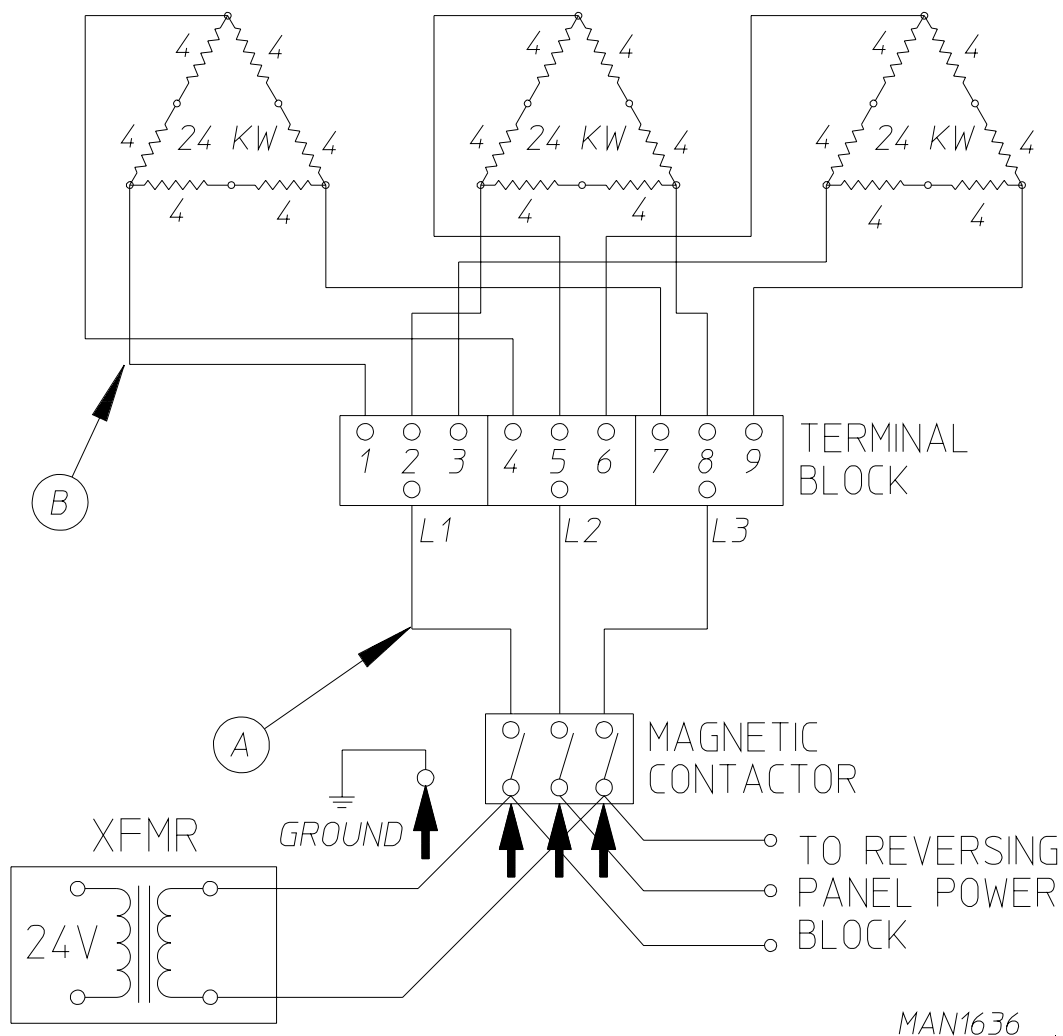 4 4 4 4 4 4
4 24 KW 4 4 24 KW 4 4 24 KW 4
4 4 4 4 4 4
1 2 3 4 5 6 7 8 9
TERMINAL
BLOCK
B
L1 L2 L3
A
MAGNETIC
CONTACTOR
GROUND
XFMR
24V
TO REVERSING
PANEL POWER
BLOCK
MAN1636